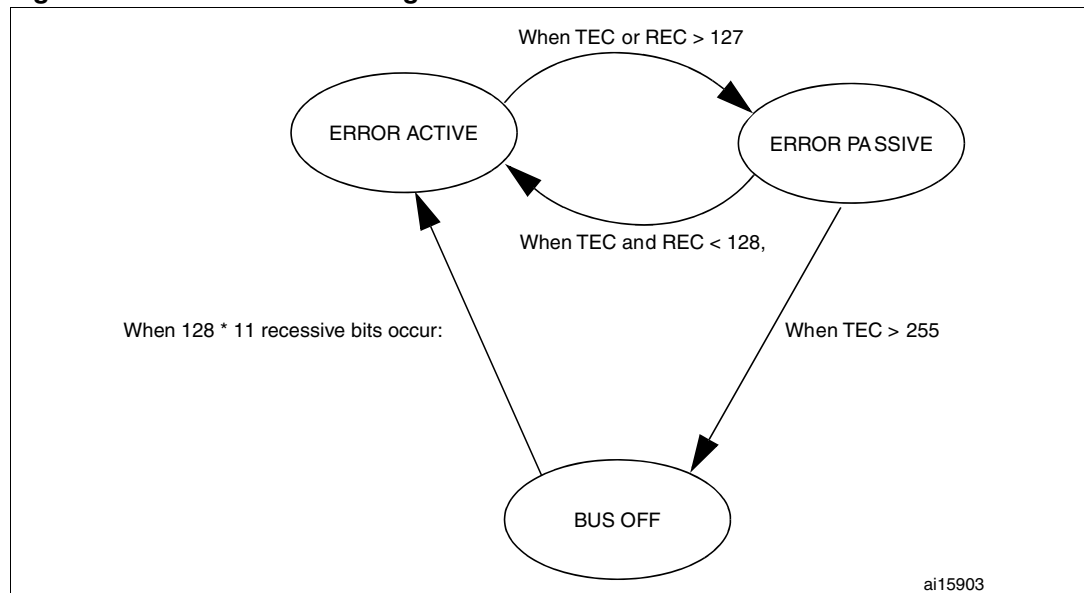 When TEC or REC > 127
ERROR ACTIVE
ERROR PASSIVE
When TEC and REC < 128,
When 128 * 11 recessive bits occur:
When TEC > 255
BUS OFF
ai15903